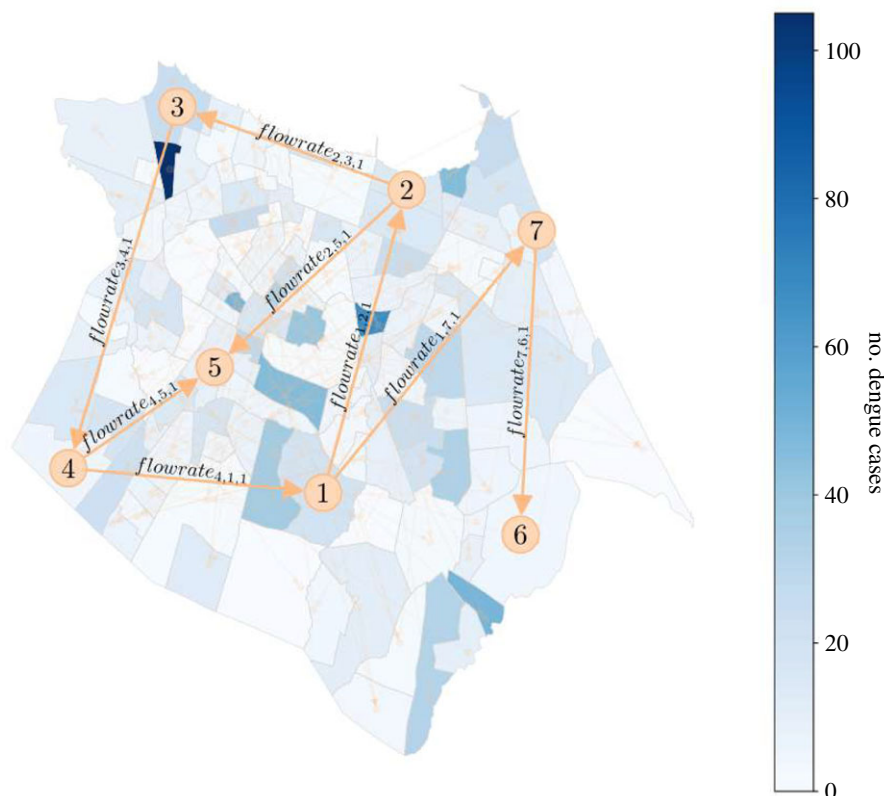 100
3
flowrate2,3,1
2
80
7
flowrate3,4,1
flowrate2,5,1
flowrate1,2,1
flowrate1,7,1
flowrate7,6,1
60
no. dengue cases
5
flowrate4,5,1
4
flowrate4,1,1
1
40
6
20
0